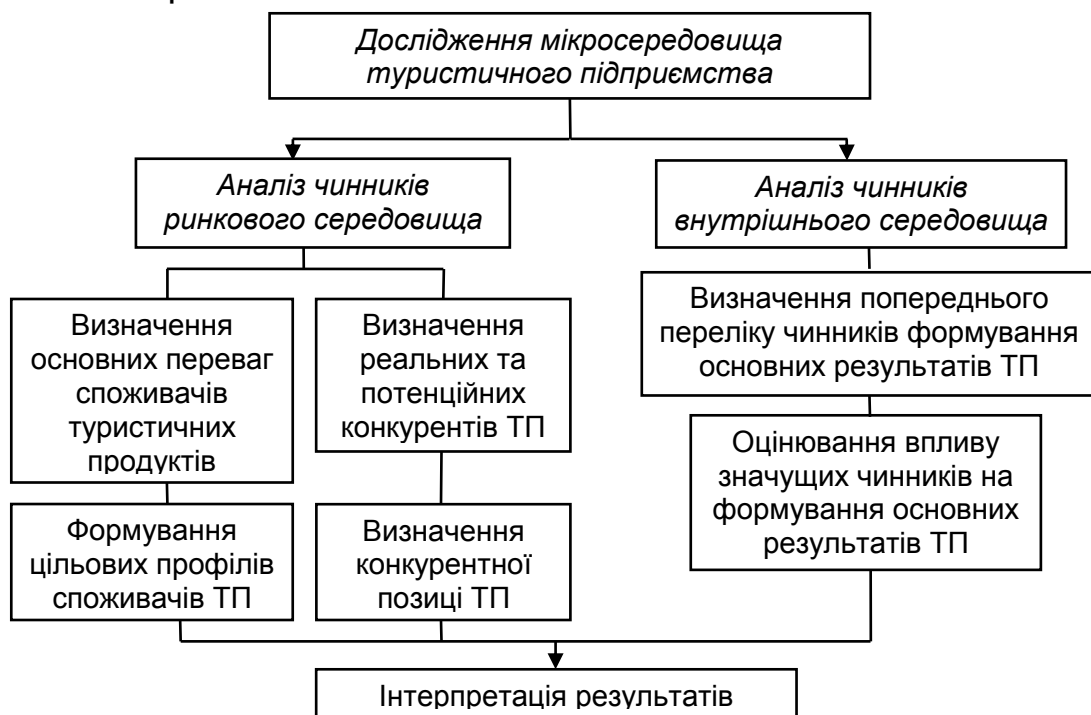 Дослідження мікросередовища
туристичного підприємства
Аналіз чинників
ринкового середовища
Аналіз чинників
внутрішнього середовища
Визначення
основних переваг
споживачів
туристичних
продуктів
Визначення
реальних та
потенційних
конкурентів ТП
Визначення попереднього
переліку чинників формування
основних результатів ТП
Оцінювання впливу
значущих чинників на
формування основних
результатів ТП
Формування
цільових профілів
споживачів ТП
Визначення
конкурентної
позиці ТП
Інтерпретація результатів